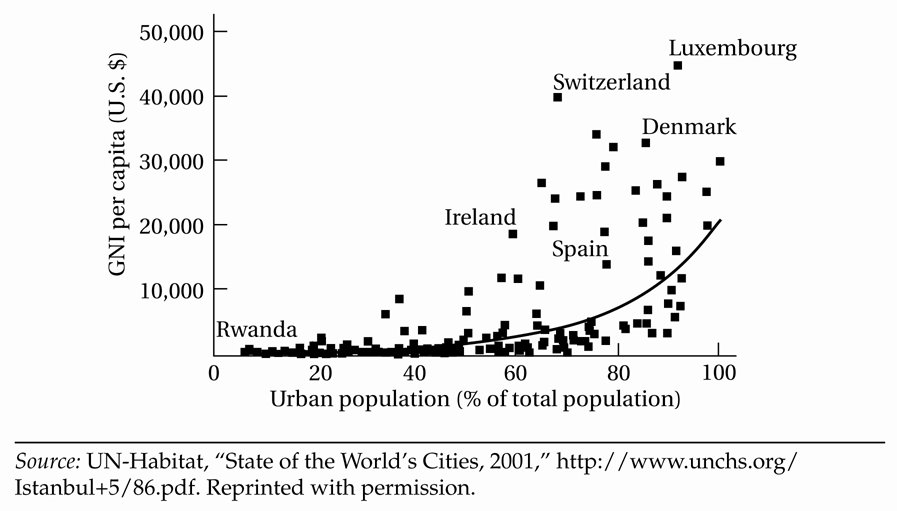 50,000
Luxembourg
Switzerland
40,000
Denmark
30,000
Ireland
20,000
Spain
10,000
Rwanda
GNI per capita (U.S. $)
0 20 40 60 80 100
Urban population (% of total population)
Source: UN-Habitat, “State of the World’s Cities, 2001,” http://www.unchs.org/
Istanbul+5/86.pdf. Reprinted with permission.